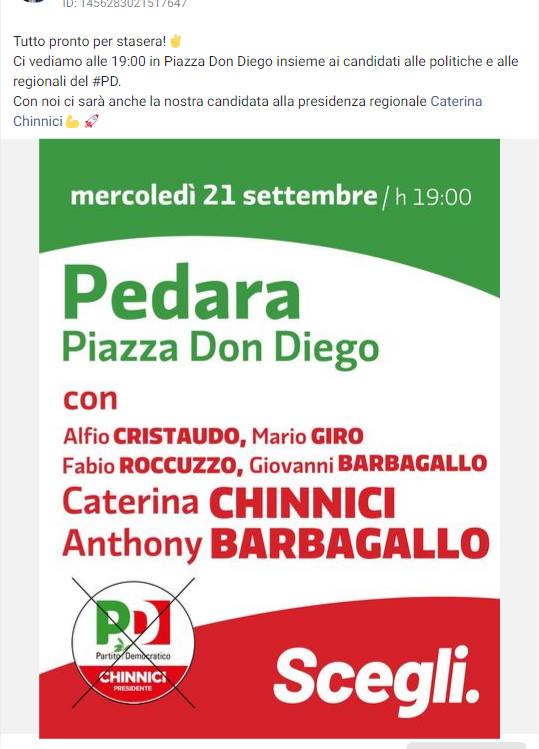 ID: 1456283021517647
Tutto pronto per stasera!✌️
Ci vediamo alle 19:00 in Piazza Don Diego insieme ai candidati alle politiche e alle
regionali del #PD.
Con noi ci sarà anche la nostra candidata alla presidenza regionale Caterina
Chinnici💪 🚀
mercoledì 21 settembre / h 19:00
Pedara
Piazza Don Diego
con
Alfio CRISTAUDO, Mario GIRO
Fabio ROCCUZZO, Giovanni BARBAGALLO
Caterina CHINNICI
Anthony BARBAGALLO
PD
Partito Democratico
CHINNICI
PRESIDENTE
Scegli.